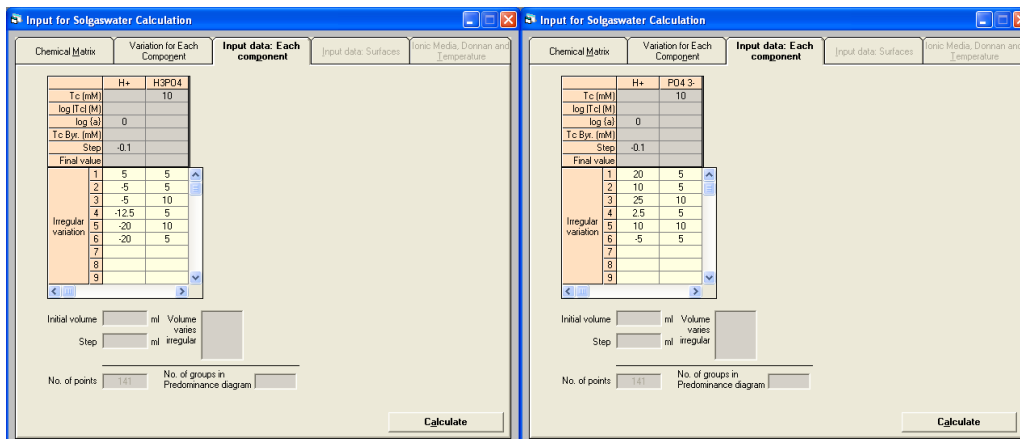 Input for Solgaswater Calculation
Chemical Matrix
Variation for Each
Component
Input data: Each
component
Input data: Surfaces
Ionic Media, Donnan and
Temperature
H+ H3PO4
Tc (mM) 10
log |Tc| (M)
log {a} 0
Tc Byr. (mM)
Step -0.1
Final value
Irregular
variation
1 5 5
2 -5 5
3 -5 10
4 -12.5 5
5 -20 10
6 -20 5
7
8
9
Initial volume ml
Step ml
Volume
varies
irregular
No. of points 141
No. of groups in
Predominance diagram
Calculate
Input for Solgaswater Calculation
Chemical Matrix
Variation for Each
Component
Input data: Each
component
Input data: Surfaces
Ionic Media, Donnan and
Temperature
H+ PO4 3-
Tc (mM) 10
log |Tc| (M)
log {a} 0
Tc Byr. (mM)
Step -0.1
Final value
Irregular
variation
1 20 5
2 10 5
3 25 10
4 2.5 5
5 10 10
6 -5 5
7
8
9
Initial volume ml
Step ml
Volume
varies
irregular
No. of points 141
No. of groups in
Predominance diagram
Calculate